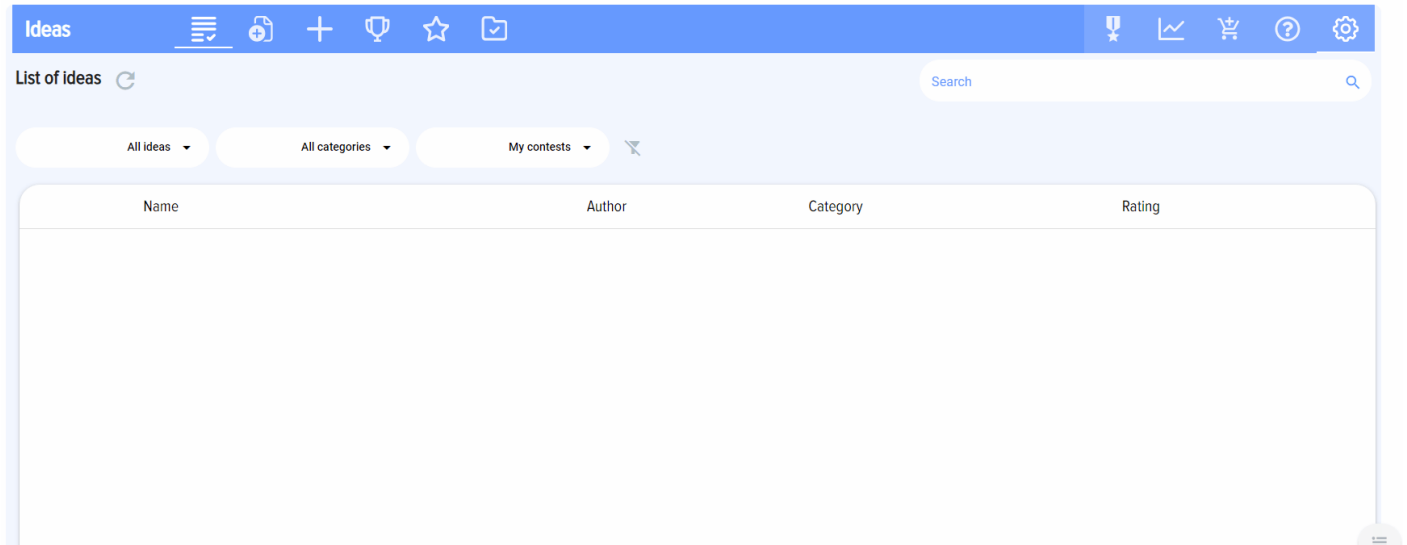 Ideas
List of ideas
Search
All ideas
All categories
My contests
Name Author Category Rating